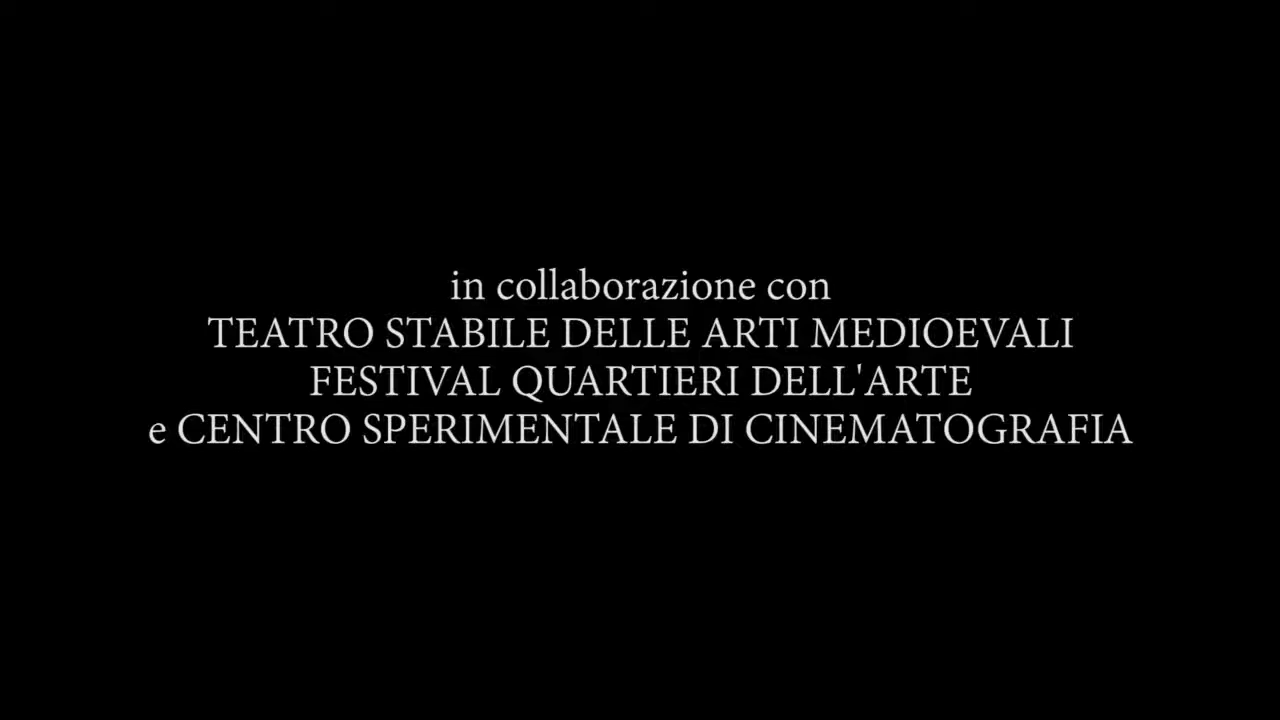 in collaborazione con
TEATRO STABILE DELLE ARTI MEDIOEVALI
FESTIVAL QUARTIERI DELL'ARTE
e CENTRO SPERIMENTALE DI CINEMATOGRAFIA